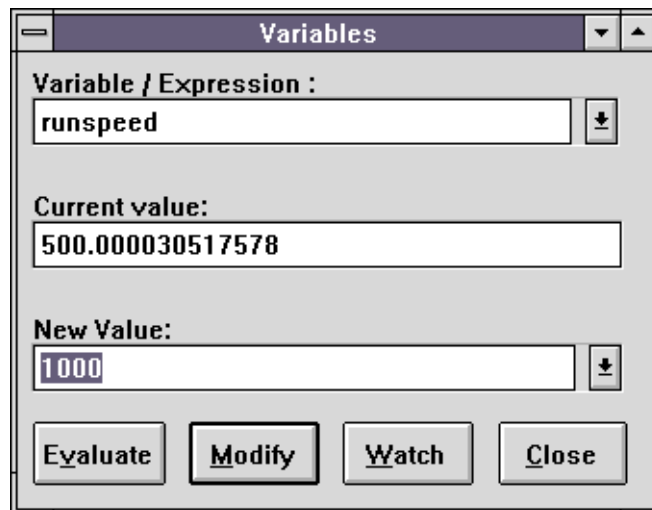 Variables
Variable / Expression :
runspeed
Current value:
500.000030517578
New Value:
1000
Evaluate Modify Watch Close